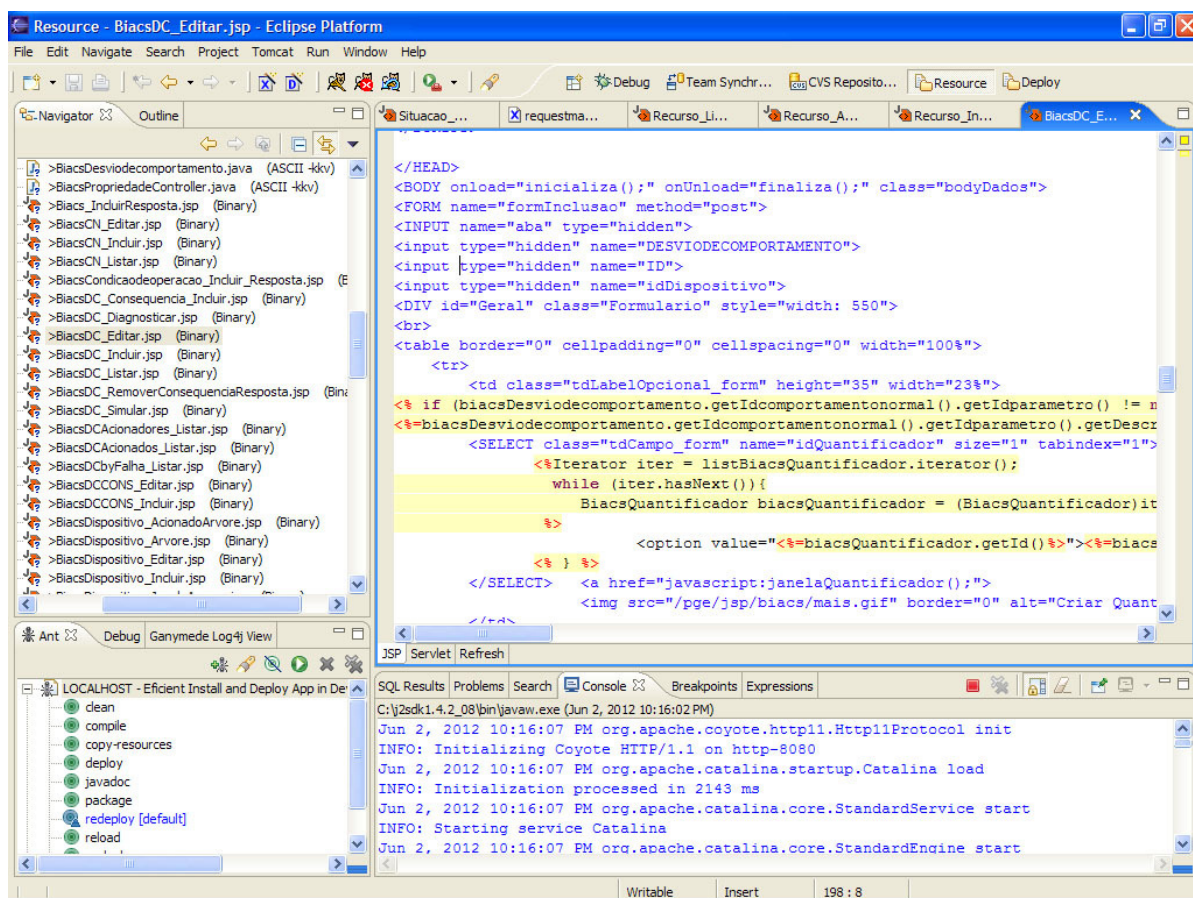 Resource - BiacsDC_Editar.jsp - Eclipse Platform
File Edit Navigate Search Project Tomcat Run Window Help
Debug Team Synchr... CVS Reposito... Resource Deploy
Navigator Outline
>BiacsDesviodecomportamento.java (ASCII -kkv)
>BiacsPropriedadeController.java (ASCII -kkv)
>Biacs_IncluirResposta.jsp (Binary)
>BiacsCN_Editar.jsp (Binary)
>BiacsCN_Incluir.jsp (Binary)
>BiacsCN_Listar.jsp (Binary)
>BiacsCondicaodeoperacao_Incluir_Resposta.jsp (B
>BiacsDC_Consequencia_Incluir.jsp (Binary)
>BiacsDC_Diagnosticar.jsp (Binary)
>BiacsDC_Editar.jsp (Binary)
>BiacsDC_Incluir.jsp (Binary)
>BiacsDC_Listar.jsp (Binary)
>BiacsDC_RemoverConsequenciaResposta.jsp (Bina
>BiacsDC_Simular.jsp (Binary)
>BiacsDCAcionadores_Listar.jsp (Binary)
>BiacsDCAcionados_Listar.jsp (Binary)
>BiacsDCbyFalha_Listar.jsp (Binary)
>BiacsDCCONS_Editar.jsp (Binary)
>BiacsDCCONS_Incluir.jsp (Binary)
>BiacsDispositivo_AcionadoArvore.jsp (Binary)
>BiacsDispositivo_Arvore.jsp (Binary)
>BiacsDispositivo_Editar.jsp (Binary)
>BiacsDispositivo_Incluir.jsp (Binary)
Situacao_... requestma... Recurso_Li... Recurso_A... Recurso_In... BiacsDC_E...
</HEAD>
<BODY onload="inicializa();" onUnload="finaliza();" class="bodyDados">
<FORM name="formInclusao" method="post">
<INPUT name="aba" type="hidden">
<input type="hidden" name="DESVIODECOMPORTAMENTO">
<input type="hidden" name="ID">
<input type="hidden" name="idDispositivo">
<DIV id="Geral" class="Formulario" style="width: 550">
<br>
<table border="0" cellpadding="0" cellspacing="0" width="100%">
<tr>
<td class="tdLabelOpcional_form" height="35" width="23%">
<% if (biacsDesviodecomportamento.getIdcomportamentonormal().getIdparametro() != n
<%=biacsDesviodecomportamento.getIdcomportamentonormal().getIdparametro().getDescr
<SELECT class="tdCampo_form" name="idQuantificador" size="1" tabindex="1">
<%Iterator iter = listBiacsQuantificador.iterator();
while (iter.hasNext()){
BiacsQuantificador biacsQuantificador = (BiacsQuantificador)it
%>
<option value="<%=biacsQuantificador.getId()%>"><%=biacs
<% } %>
</SELECT> <a href="javascript:janelaQuantificador();">
<img src="/pge/jsp/biacs/mais.gif" border="0" alt="Criar Quant
</td>
JSP Servlet Refresh
Ant Debug Ganymede Log4j View
LOCALHOST - Eficient Install and Deploy App in De
clean
compile
copy-resources
deploy
javadoc
package
redeploy [default]
reload
SQL Results Problems Search Console Breakpoints Expressions
C:\j2sdk1.4.2_08\bin\javaw.exe (Jun 2, 2012 10:16:02 PM)
Jun 2, 2012 10:16:07 PM org.apache.coyote.http11.Http11Protocol init
INFO: Initializing Coyote HTTP/1.1 on http-8080
Jun 2, 2012 10:16:07 PM org.apache.catalina.startup.Catalina load
INFO: Initialization processed in 2143 ms
Jun 2, 2012 10:16:07 PM org.apache.catalina.core.StandardService start
INFO: Starting service Catalina
Jun 2, 2012 10:16:07 PM org.apache.catalina.core.StandardEngine start
Writable Insert 198 : 8